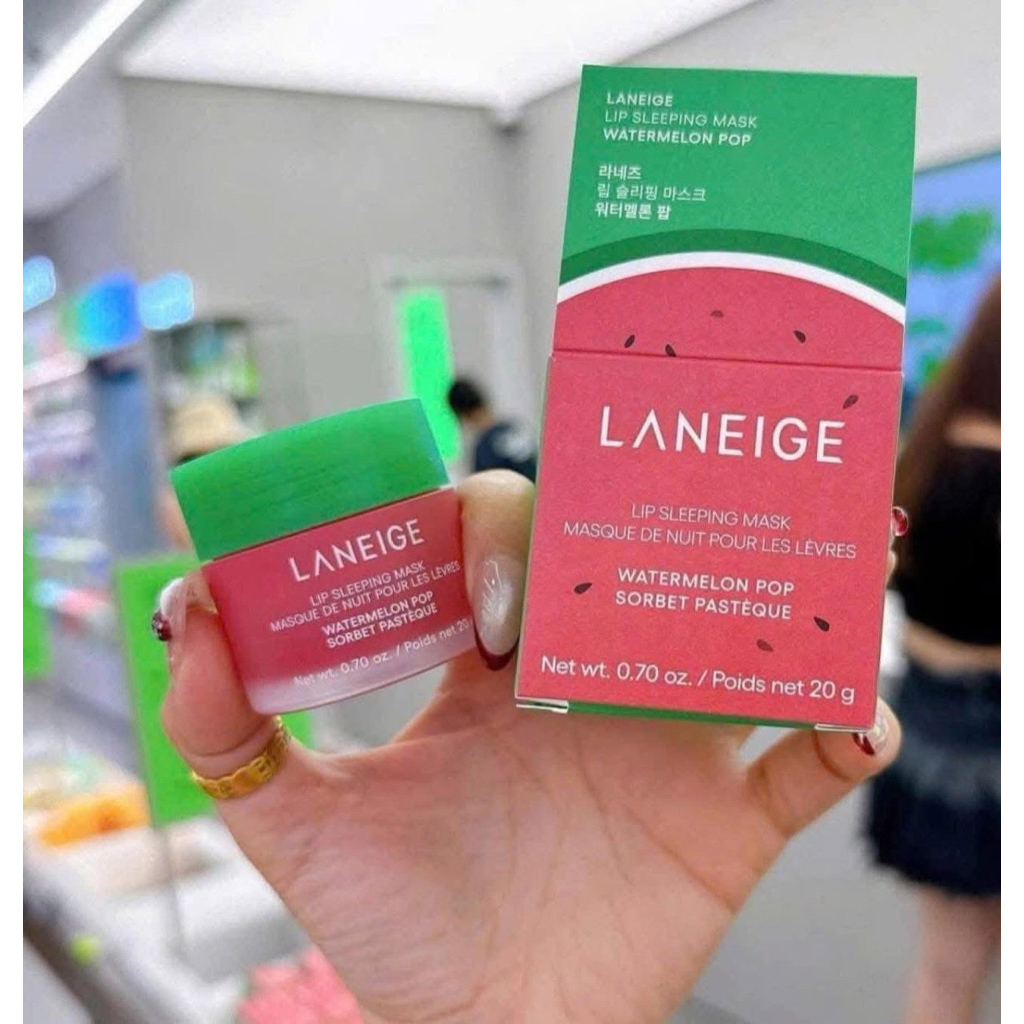 LANEIGE
LIP SLEEPING MASK
WATERMELON POP
라네즈
립 슬리핑 마스크
워터멜론 팝
LANEIGE
LIP SLEEPING MASK
MASQUE DE NUIT POUR LES LÈVRES
WATERMELON POP
SORBET PASTÈQUE
Net wt. 0.70 oz. / Poids net 20 g
LANEIGE
LIP SLEEPING MASK
MASQUE DE NUIT POUR LES LÈVRES
WATERMELON POP
SORBET PASTÈQUE
Net wt. 0.70 oz. / Poids net 20